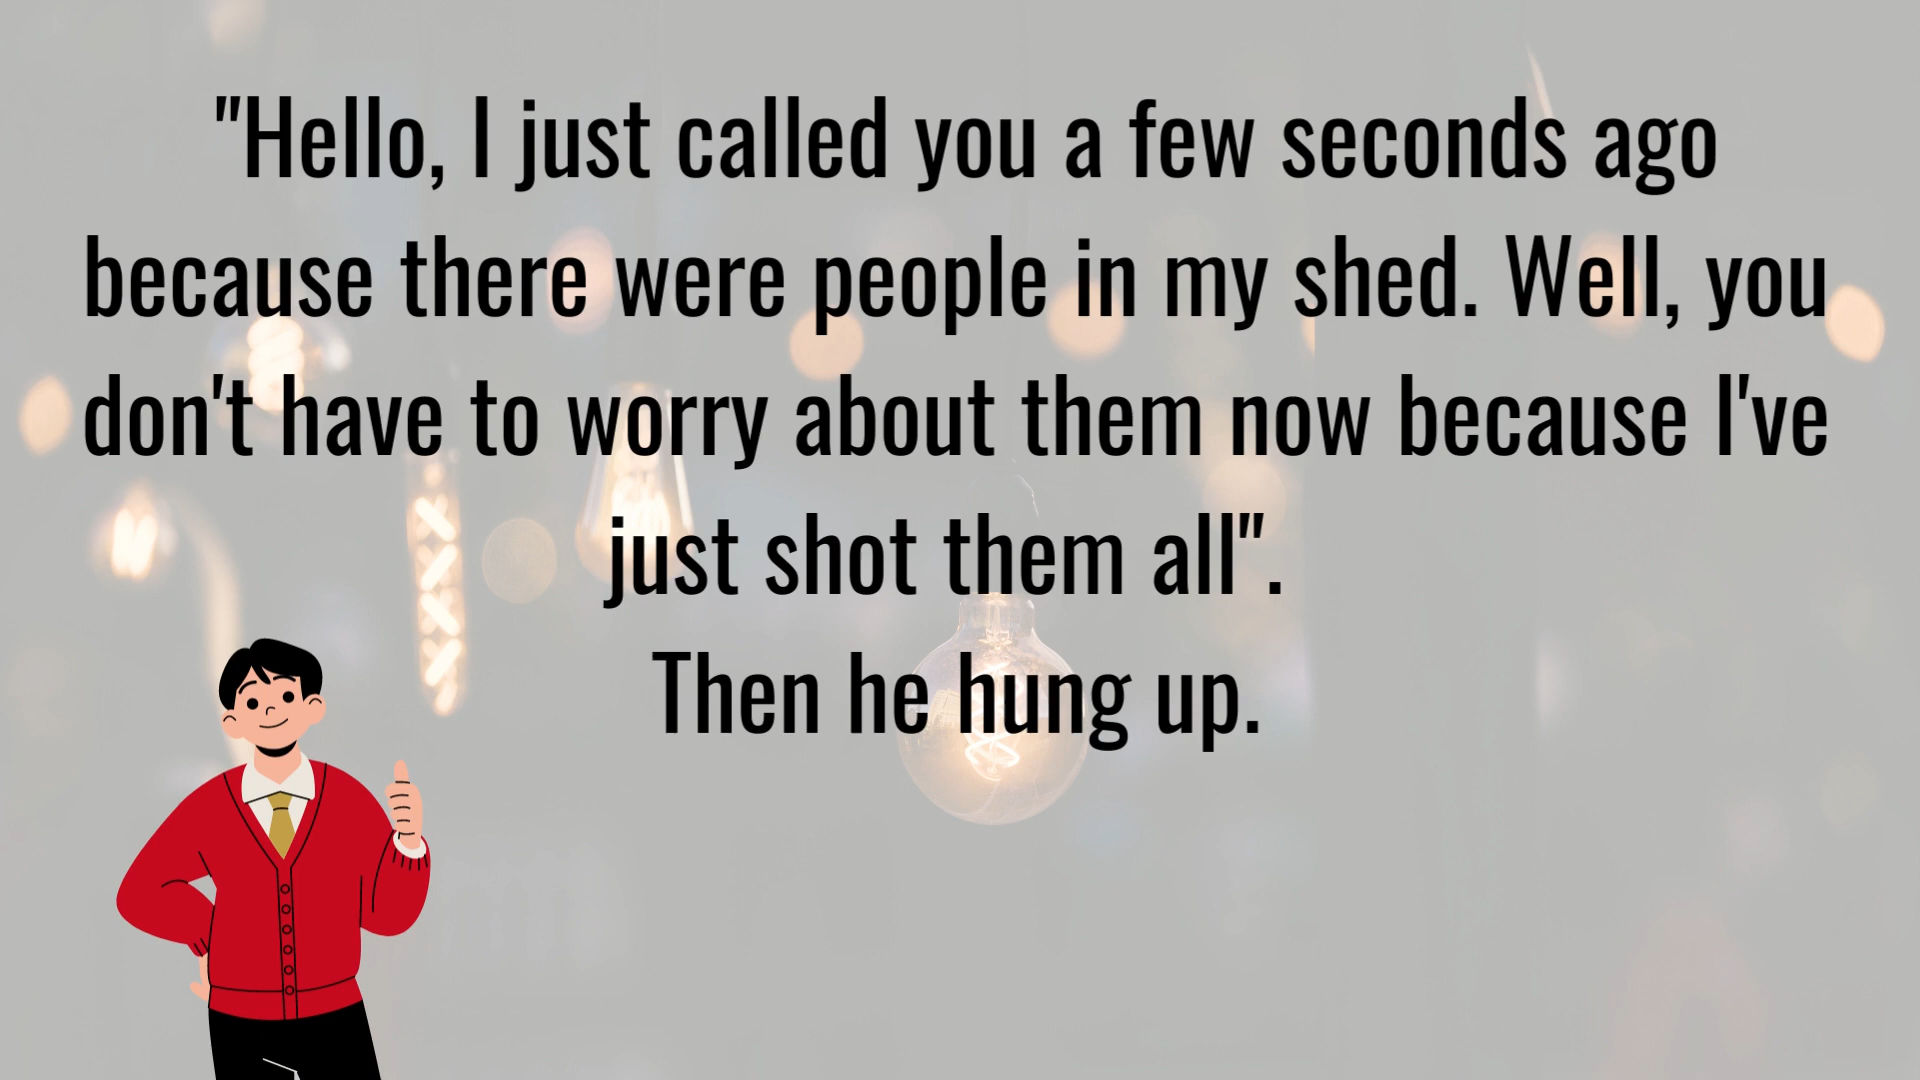 "Hello, I just called you a few seconds ago
because there were people in my shed. Well, you
don't have to worry about them now because I've
just shot them all".
Then he hung up.